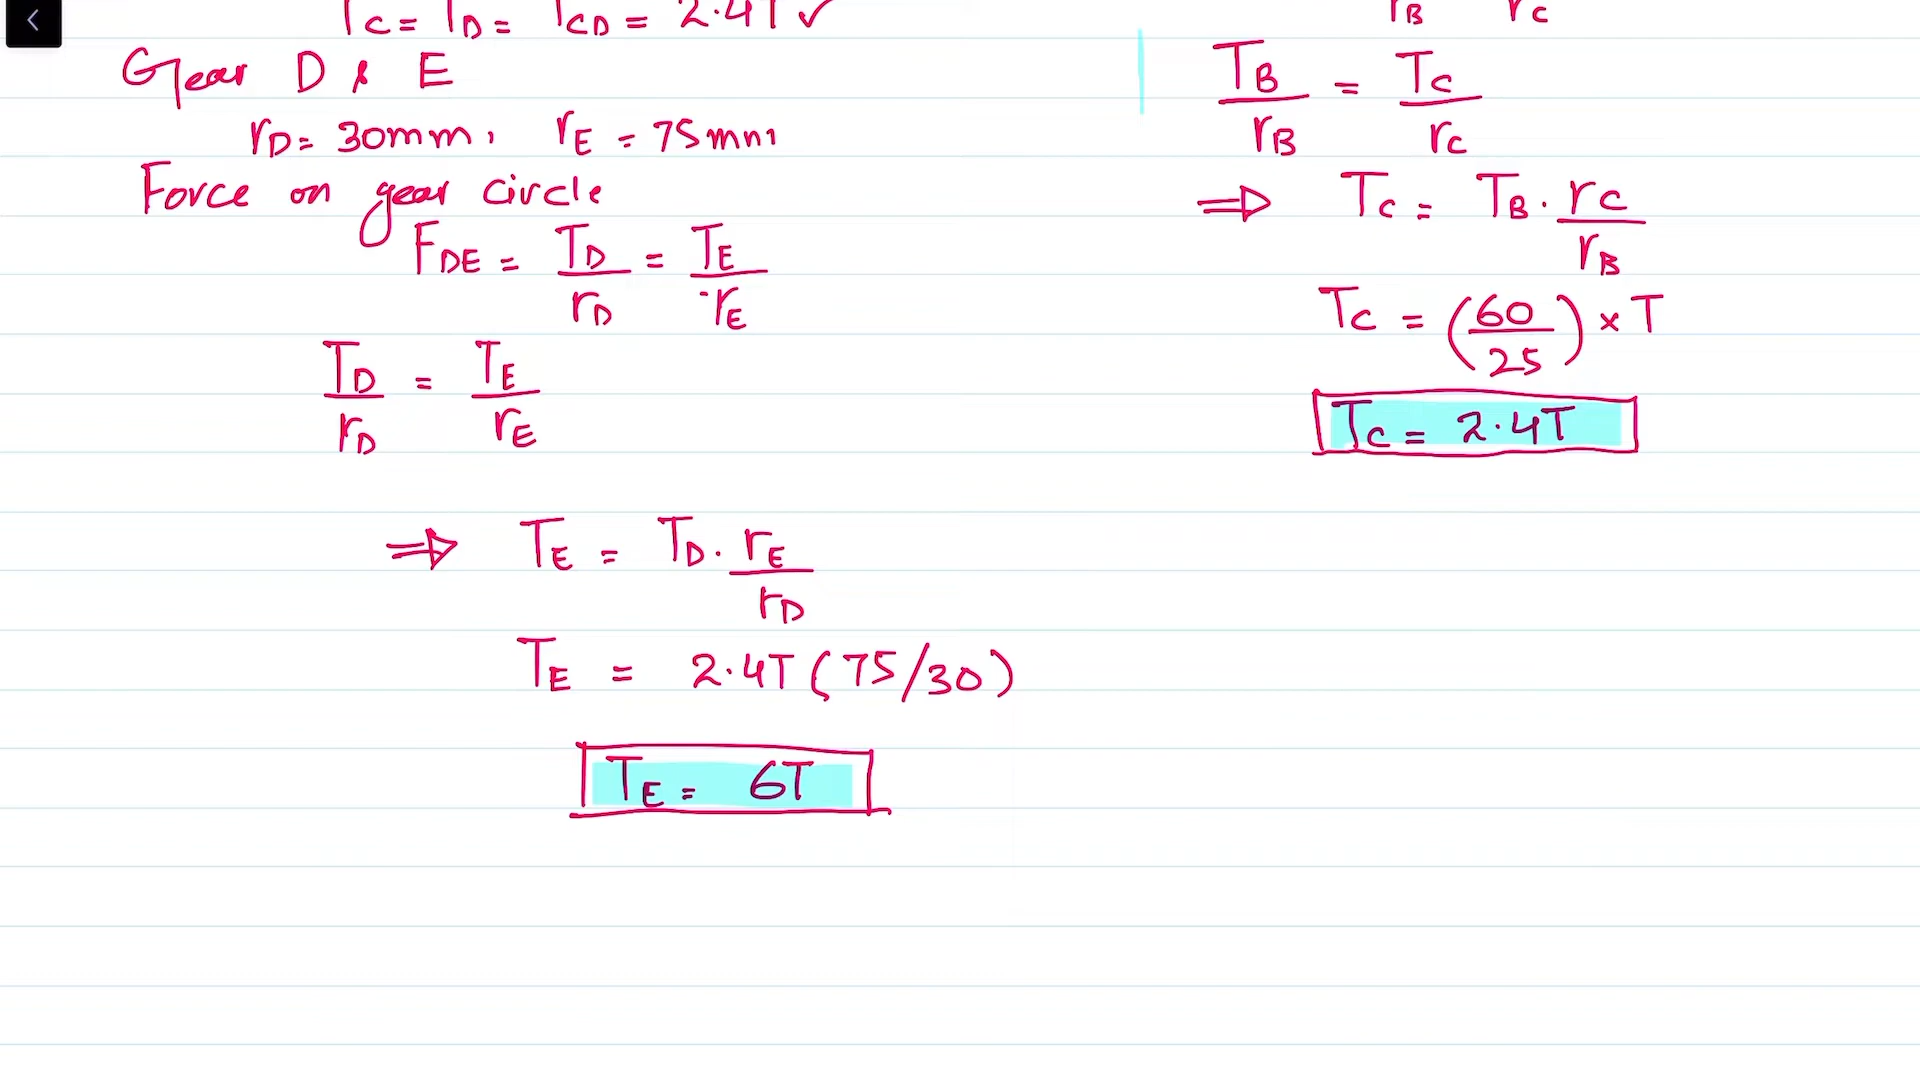 TC = TD = TCD = 2.4T ✓
Gear D & E
rD = 30mm, rE = 75mm
Force on gear circle
FDE = TD/rD = TE/rE
TD/rD = TE/rE
⇒ TE = TD · rE/rD
TE = 2.4T (75/30)
TE = 6T
rB rC
TB/rB = TC/rC
⇒ TC = TB · rC/rB
TC = (60/25) × T
TC = 2.4T